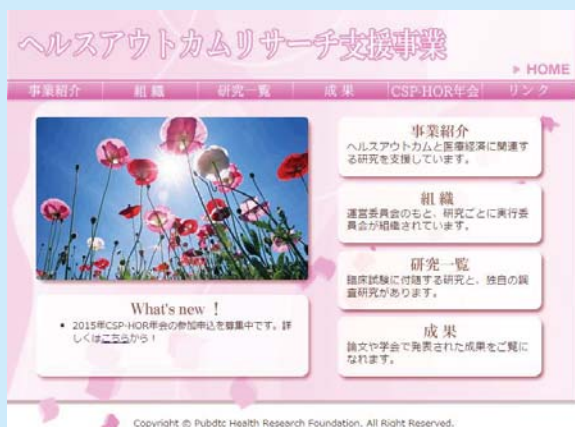 ヘルスアウトカムリサーチ支援事業
▶ HOME
事業紹介 組 織 研究一覧 成 果 CSP-HOR年会 リンク
事業紹介
ヘルスアウトカムと医療経済に関連す
る研究を支援しています。
組 織
運営委員会のもと、研究ごとに実行委
員会が組織されています。
研究一覧
臨床試験に付随する研究と、独自の調
査研究があります。
成 果
論文や学会で発表された成果をご覧に
なれます。
What's new !
• 2015年CSP-HOR年会の参加申込を募集中です。詳
しくはこちらから！
Copyright © Pubdtc Health Research Foundation. All Right Reserved.